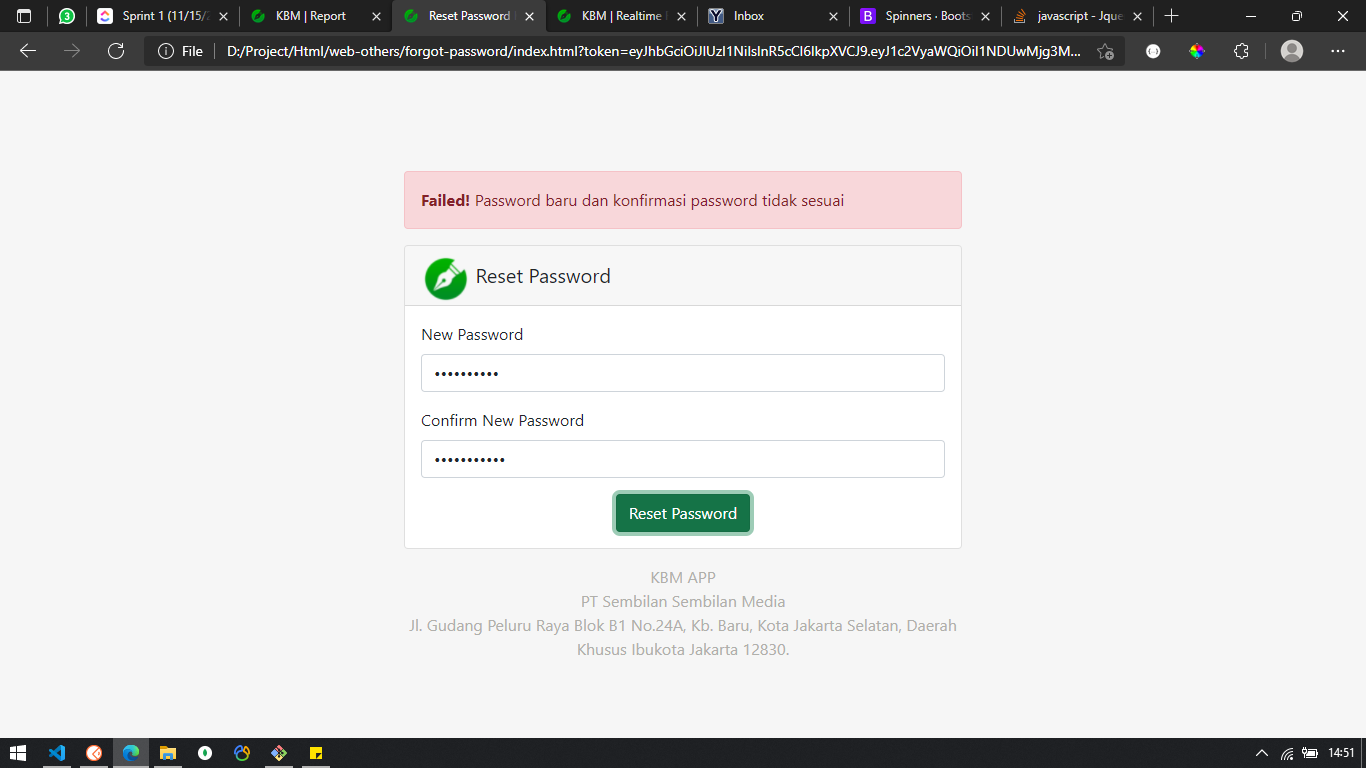 Sprint 1 (11/15/2
KBM | Report
Reset Password
KBM | Realtime
Inbox
Spinners · Boots
javascript - Jque
3
File
D:/Project/Html/web-others/forgot-password/index.html?token=eyJhbGciOiJIUzI1NiIsInR5cCI6IkpXVCJ9.eyJ1c2VyaWQiOiI1NDUwMjg3M...
Failed! Password baru dan konfirmasi password tidak sesuai
Reset Password
New Password
••••••••••
Confirm New Password
•••••••••••
Reset Password
KBM APP
PT Sembilan Sembilan Media
Jl. Gudang Peluru Raya Blok B1 No.24A, Kb. Baru, Kota Jakarta Selatan, Daerah
Khusus Ibukota Jakarta 12830.
14:51